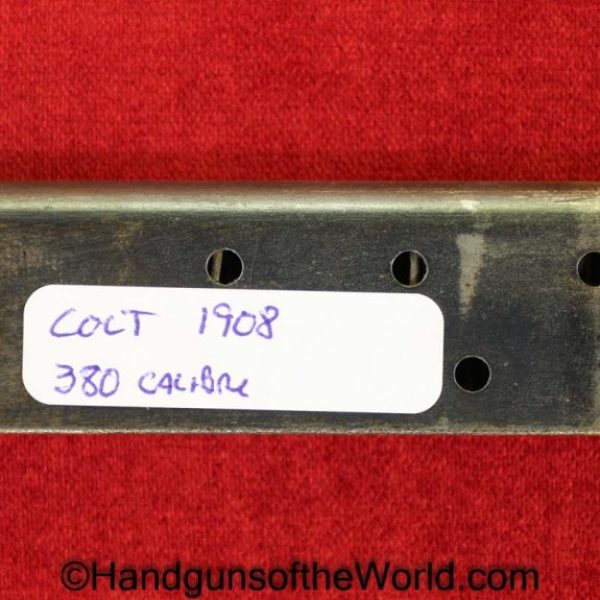 COLT 1908
380 CALIBRE
©HandgunsoftheWorld.com